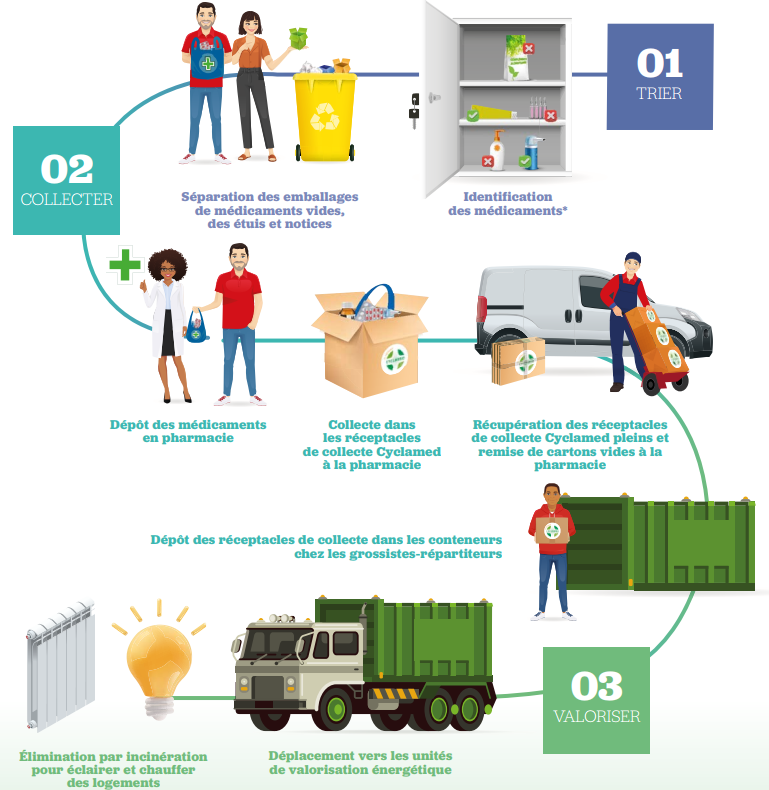 01
TRIER
Identification
des médicaments*
Séparation des emballages
de médicaments vides,
des étuis et notices
02
COLLECTER
Dépôt des médicaments
en pharmacie
Collecte dans
les réceptacles
de collecte Cyclamed
à la pharmacie
Récupération des réceptacles
de collecte Cyclamed pleins et
remise de cartons vides à la
pharmacie
Dépôt des réceptacles de collecte dans les conteneurs
chez les grossistes-répartiteurs
03
VALORISER
Déplacement vers les unités
de valorisation énergétique
Élimination par incinération
pour éclairer et chauffer
des logements